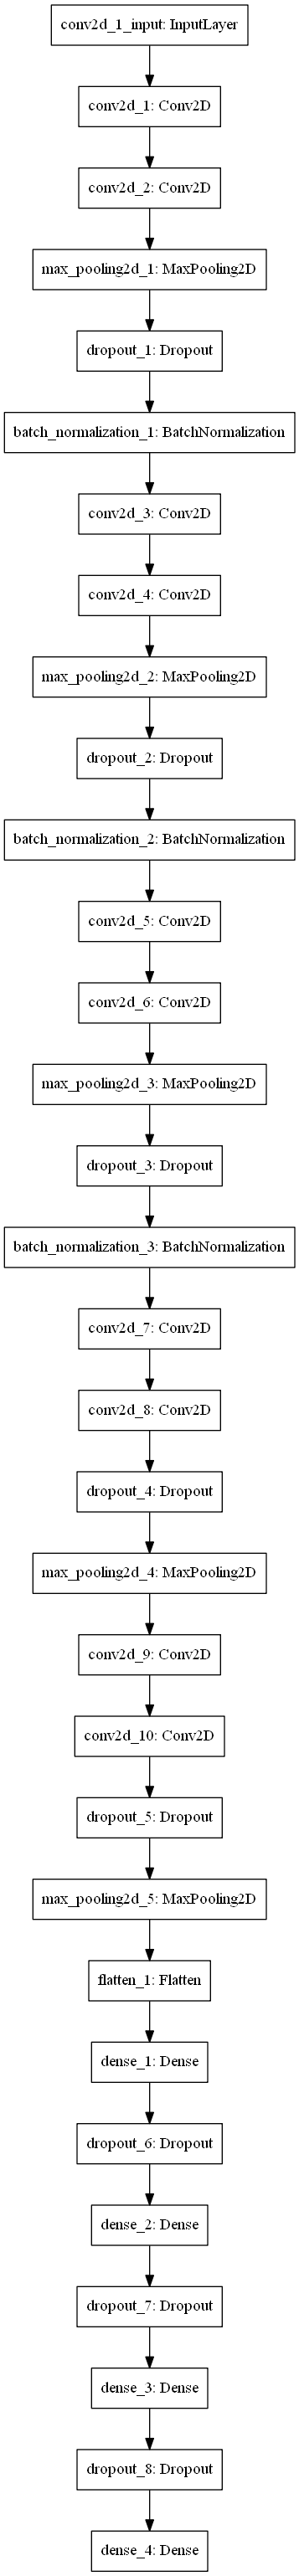 conv2d_1_input: InputLayer
conv2d_1: Conv2D
conv2d_2: Conv2D
max_pooling2d_1: MaxPooling2D
dropout_1: Dropout
batch_normalization_1: BatchNormalization
conv2d_3: Conv2D
conv2d_4: Conv2D
max_pooling2d_2: MaxPooling2D
dropout_2: Dropout
batch_normalization_2: BatchNormalization
conv2d_5: Conv2D
conv2d_6: Conv2D
max_pooling2d_3: MaxPooling2D
dropout_3: Dropout
batch_normalization_3: BatchNormalization
conv2d_7: Conv2D
conv2d_8: Conv2D
dropout_4: Dropout
max_pooling2d_4: MaxPooling2D
conv2d_9: Conv2D
conv2d_10: Conv2D
dropout_5: Dropout
max_pooling2d_5: MaxPooling2D
flatten_1: Flatten
dense_1: Dense
dropout_6: Dropout
dense_2: Dense
dropout_7: Dropout
dense_3: Dense
dropout_8: Dropout
dense_4: Dense